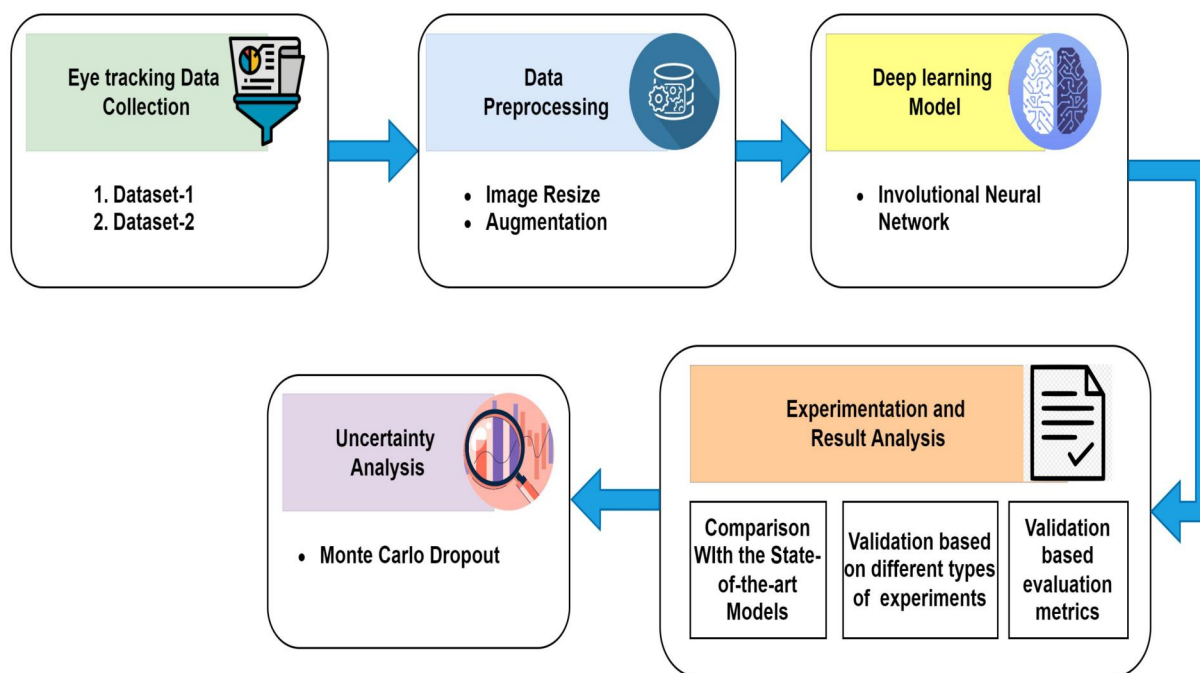 Eye tracking Data
Collection
1. Dataset-1
2. Dataset-2
Data
Preprocessing
• Image Resize
• Augmentation
Deep learning
Model
• Involutional Neural
Network
Experimentation and
Result Analysis
Comparison
WIth the State-
of-the-art
Models
Validation based
on different types
of experiments
Validation
based
evaluation
metrics
Uncertainty
Analysis
• Monte Carlo Dropout